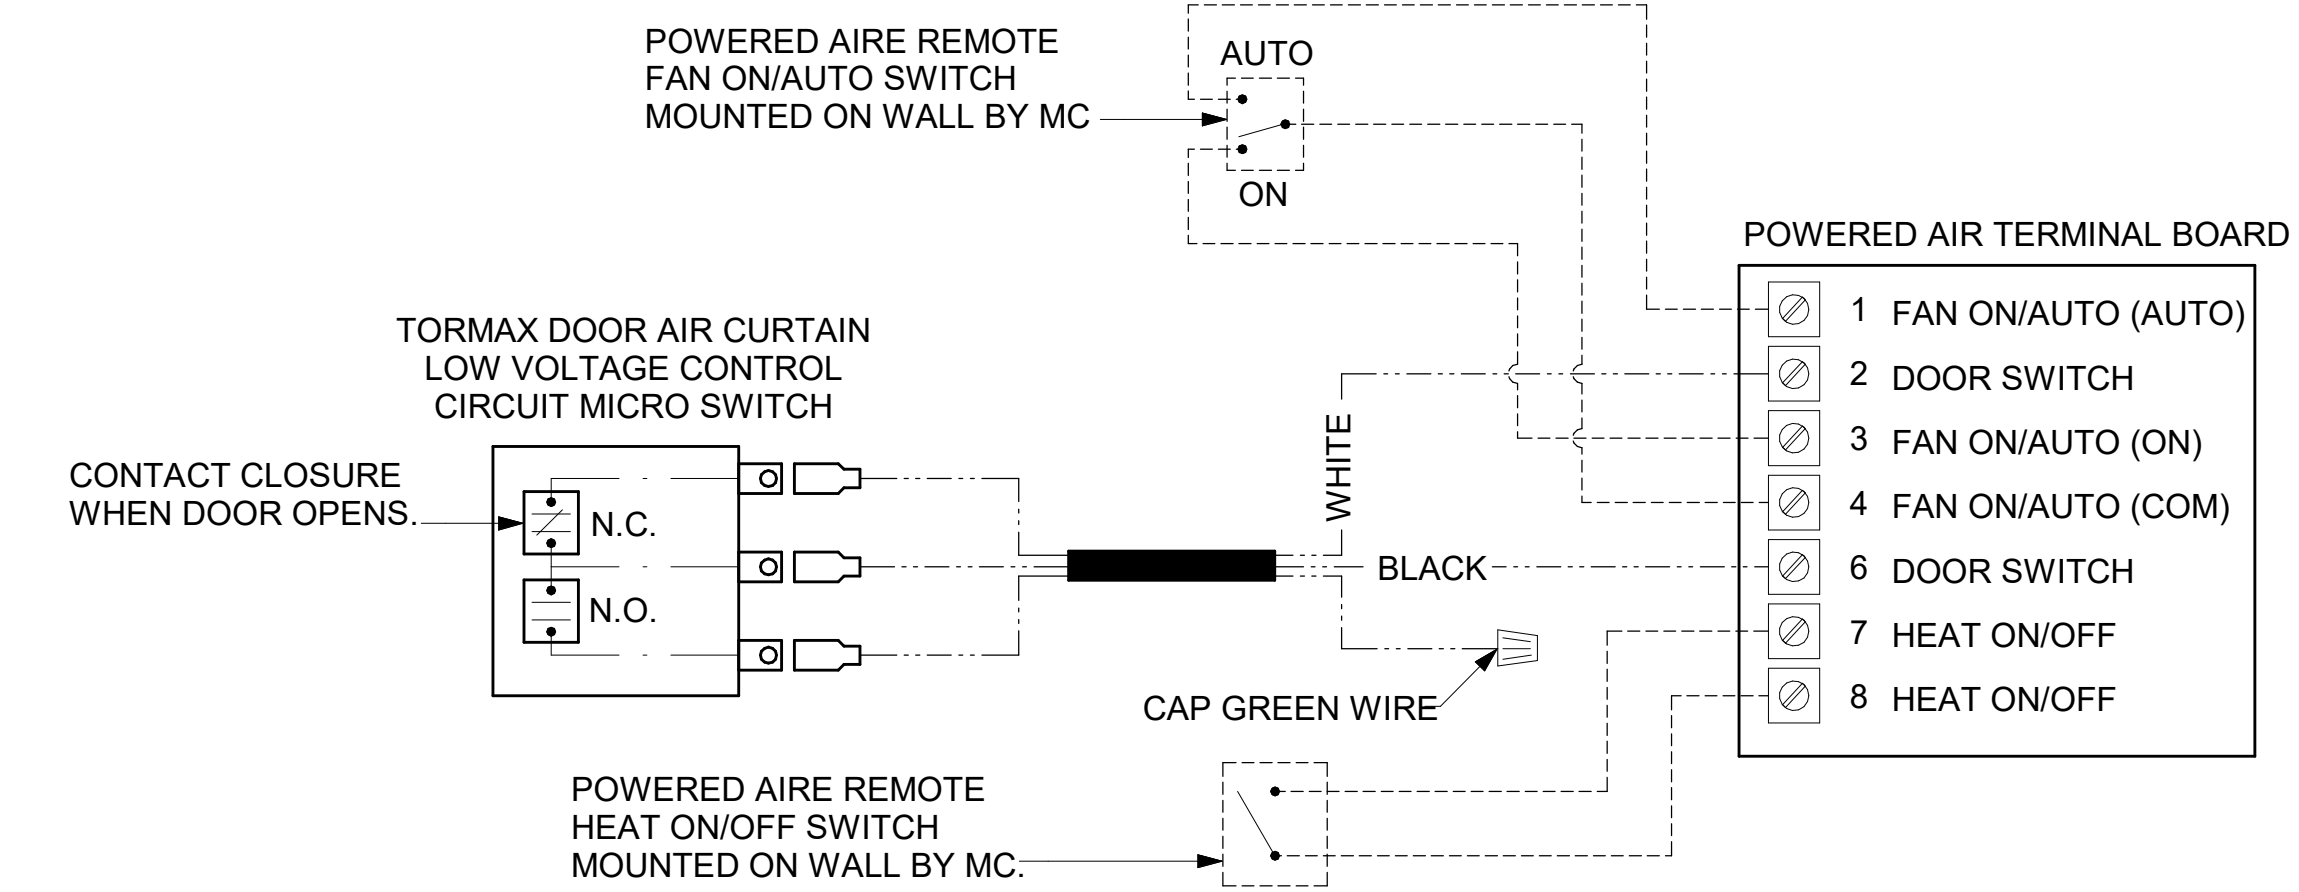 POWERED AIRE REMOTE
FAN ON/AUTO SWITCH
MOUNTED ON WALL BY MC
AUTO
ON
POWERED AIR TERMINAL BOARD
1 FAN ON/AUTO (AUTO)
2 DOOR SWITCH
3 FAN ON/AUTO (ON)
4 FAN ON/AUTO (COM)
6 DOOR SWITCH
7 HEAT ON/OFF
8 HEAT ON/OFF
TORMAX DOOR AIR CURTAIN
LOW VOLTAGE CONTROL
CIRCUIT MICRO SWITCH
CONTACT CLOSURE
WHEN DOOR OPENS.
N.C.
N.O.
WHITE
BLACK
CAP GREEN WIRE
POWERED AIRE REMOTE
HEAT ON/OFF SWITCH
MOUNTED ON WALL BY MC.